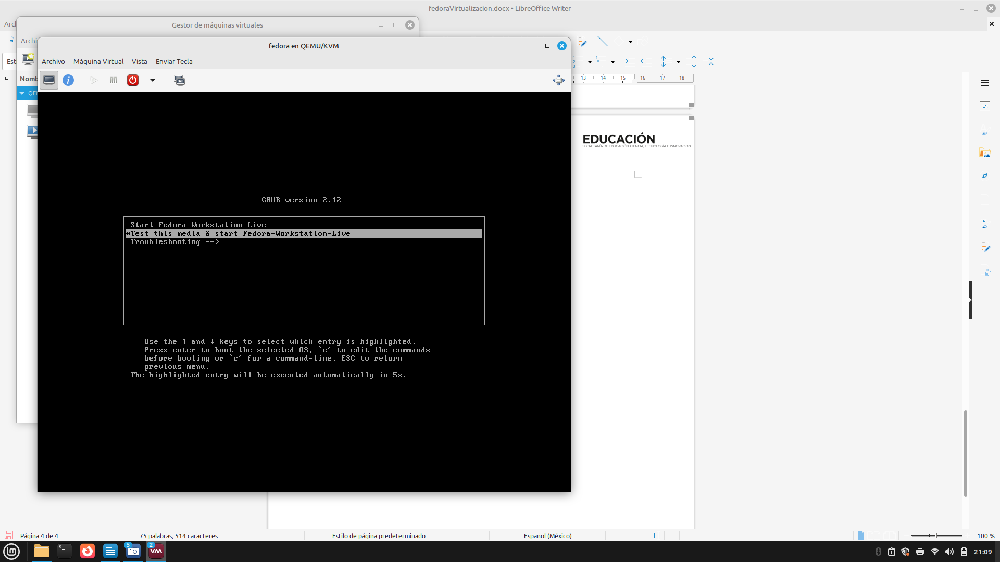 fedoraVirtualizacion.docx • LibreOffice Writer
Arch
Gestor de máquinas virtuales
Archi
fedora en QEMU/KVM
Archivo Máquina Virtual Vista Enviar Tecla
Est
Nomb
QE
13 14 15 16 17 18
EDUCACIÓN
SECRETARÍA DE EDUCACIÓN, CIENCIA, TECNOLOGÍA E INNOVACIÓN
GRUB version 2.12
Start Fedora-Workstation-Live
*Test this media & start Fedora-Workstation-Live
Troubleshooting -->
Use the ↑ and ↓ keys to select which entry is highlighted.
Press enter to boot the selected OS, `e' to edit the commands
before booting or `c' for a command-line. ESC to return
previous menu.
The highlighted entry will be executed automatically in 5s.
Página 4 de 4 75 palabras, 514 caracteres Estilo de página predeterminado Español (México) 100 %
5 2 VM 21:09